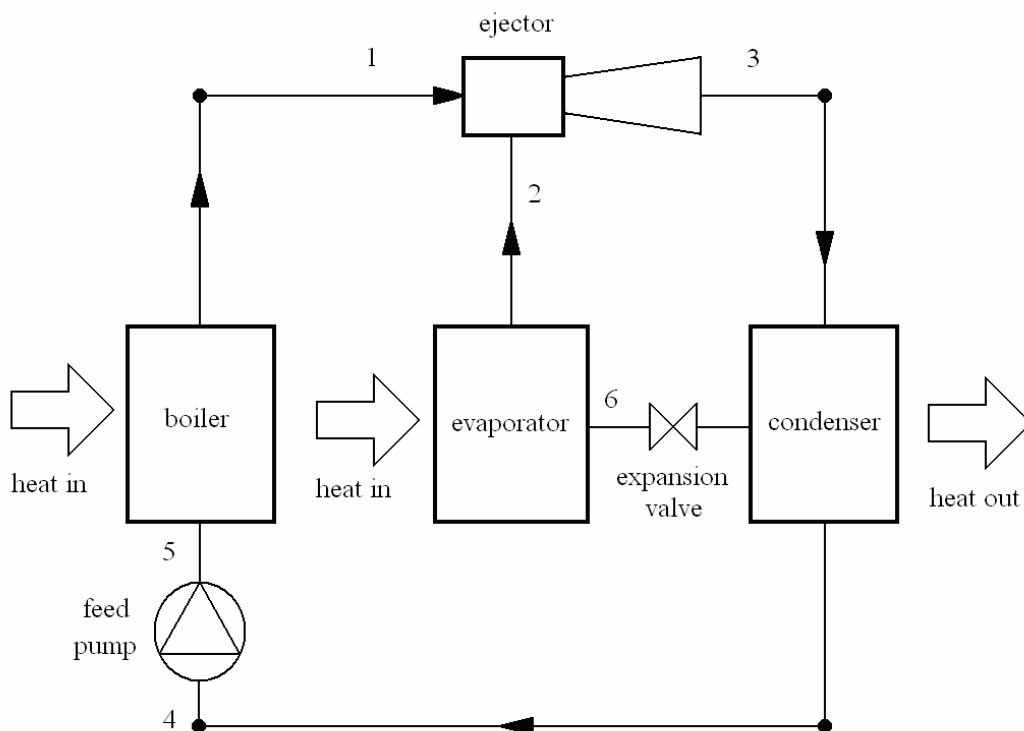 ejector
1
3
2
boiler
evaporator
6
condenser
heat in
heat in
expansion
valve
heat out
5
feed
pump
4